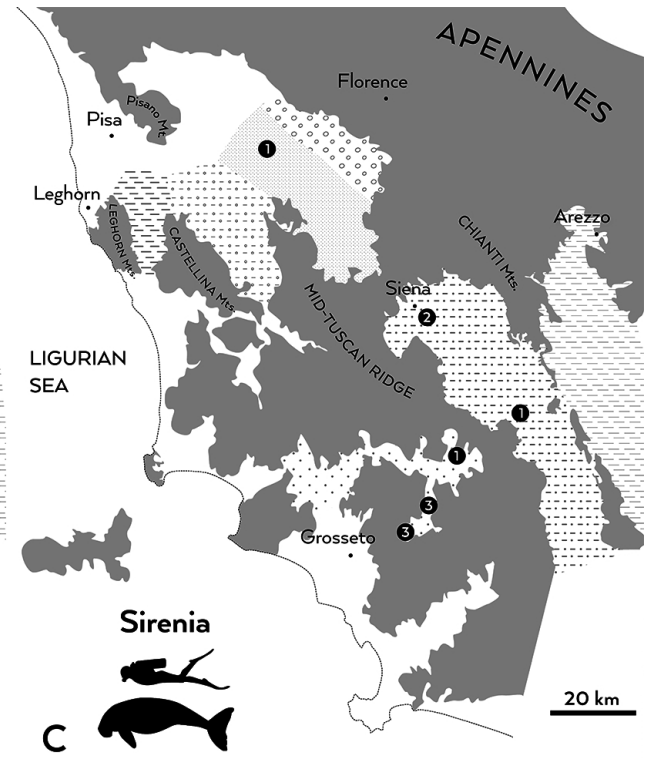 APENNINES
Florence
Pisano Mt.
Pisa
1
Leghorn
LEGHORN Mts.
CASTELLINA Mts.
MID-TUSCAN RIDGE
CHIANTI Mts.
Arezzo
Siena
2
LIGURIAN
SEA
1
1
3
3
Grosseto
Sirenia
20 km
C